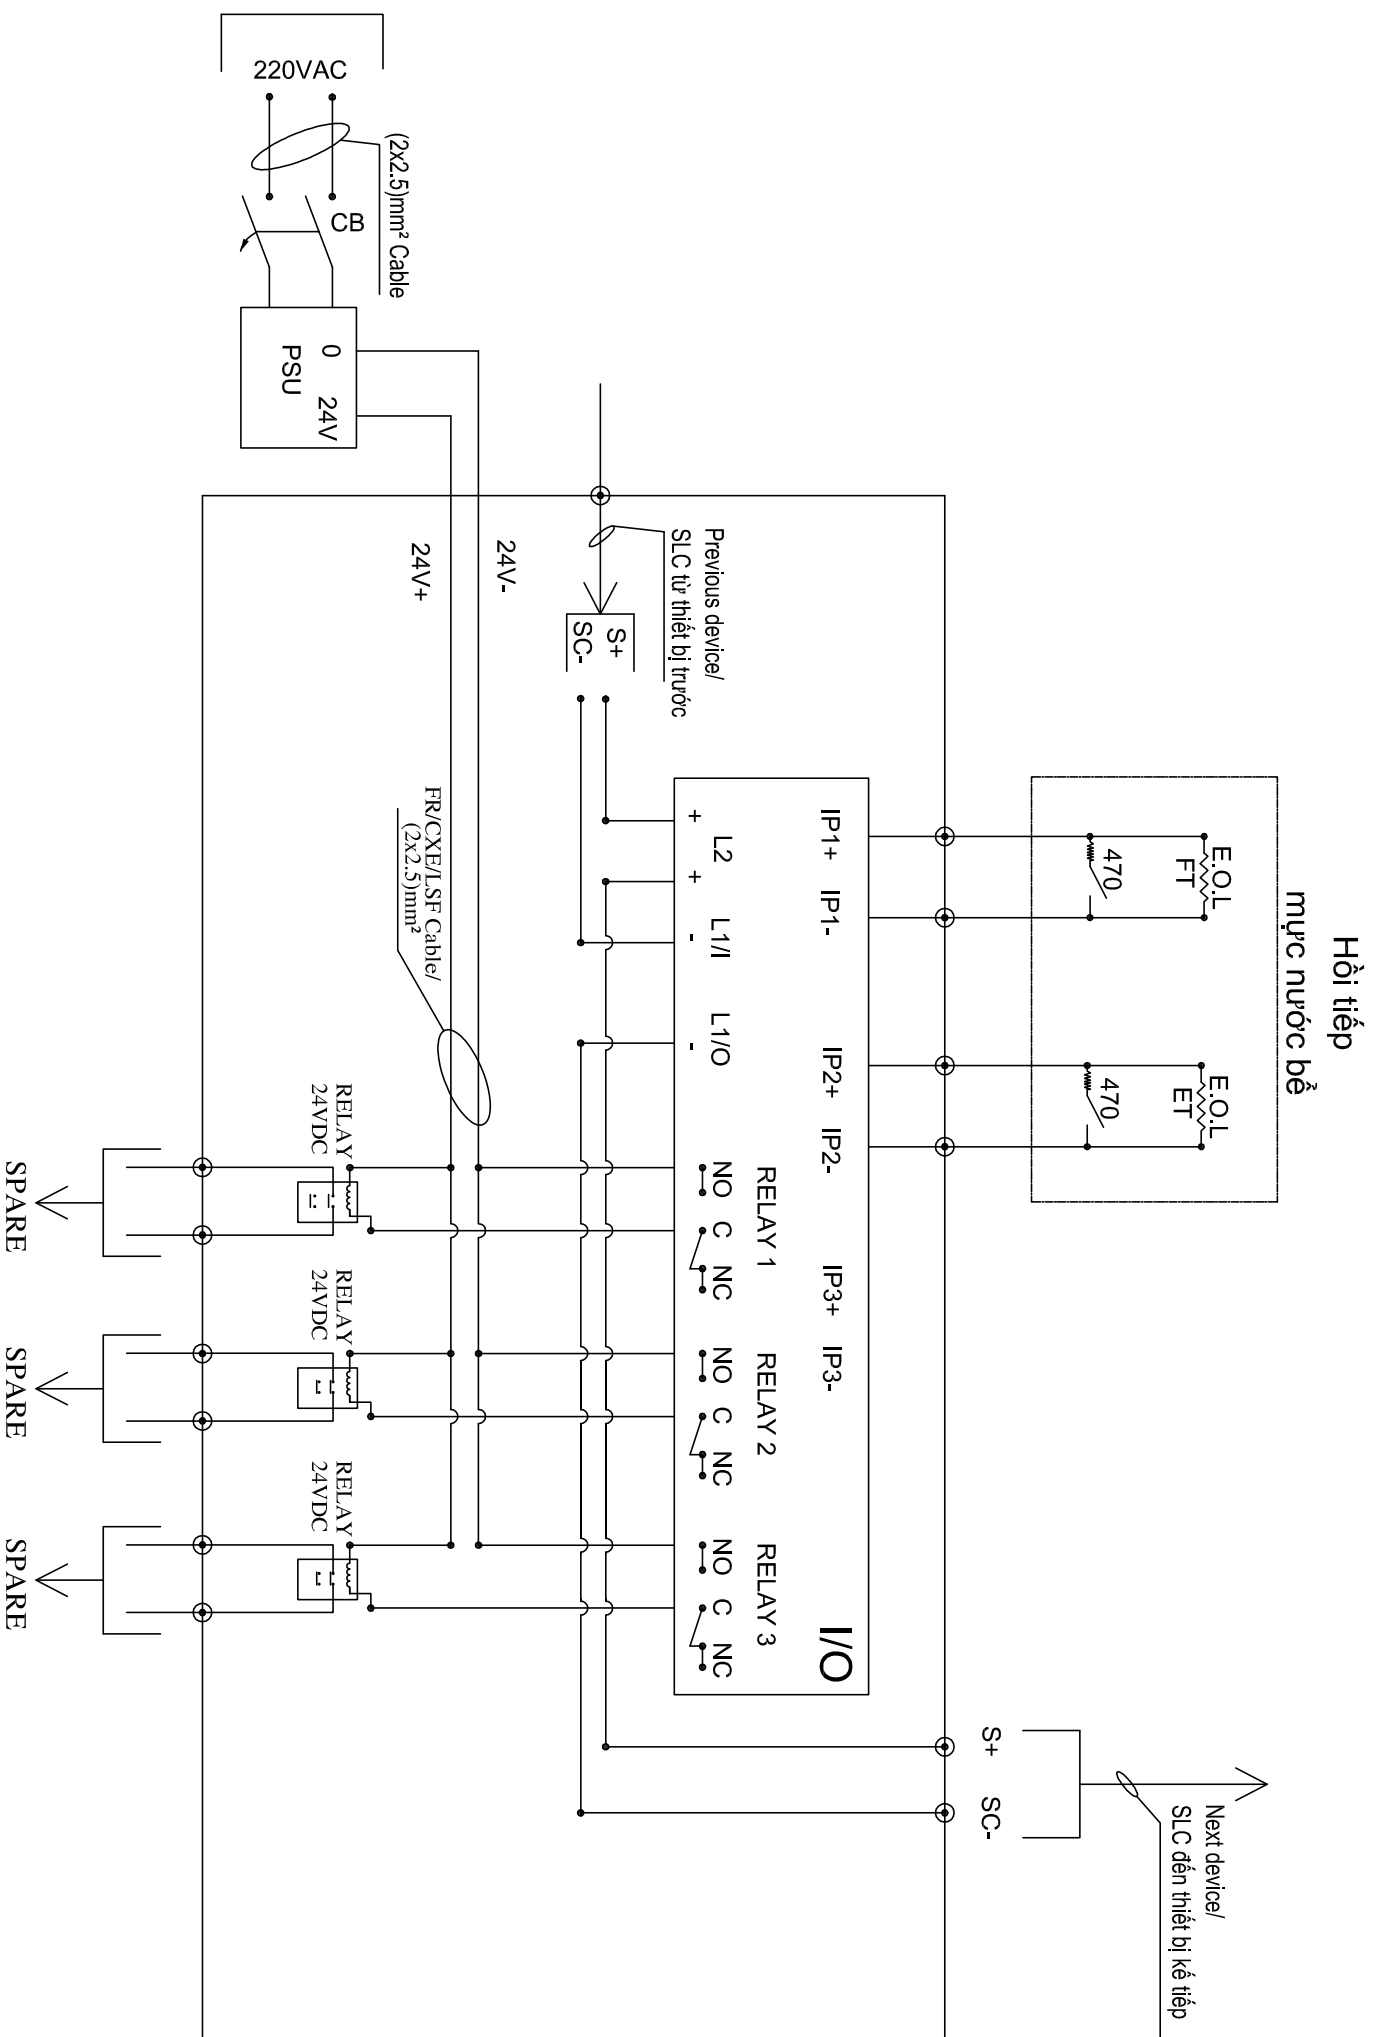 220VAC
(2x2.5)mm² Cable
CB
0
24V
PSU
24V-
24V+
Previous device/
SLC từ thiết bị trước
S+
SC-
FR/CXE/LSF Cable/
(2x2.5)mm²
Hồi tiếp
mực nước bể
E.O.L
FT
470
E.O.L
ET
470
IP1+
IP1-
IP2+
IP2-
IP3+
IP3-
I/O
+
L2
+
L1/I
-
L1/O
-
RELAY 1
NO
C
NC
RELAY 2
NO
C
NC
RELAY 3
NO
C
NC
RELAY
24VDC
RELAY
24VDC
RELAY
24VDC
SPARE
SPARE
SPARE
S+
SC-
Next device/
SLC đến thiết bị kế tiếp